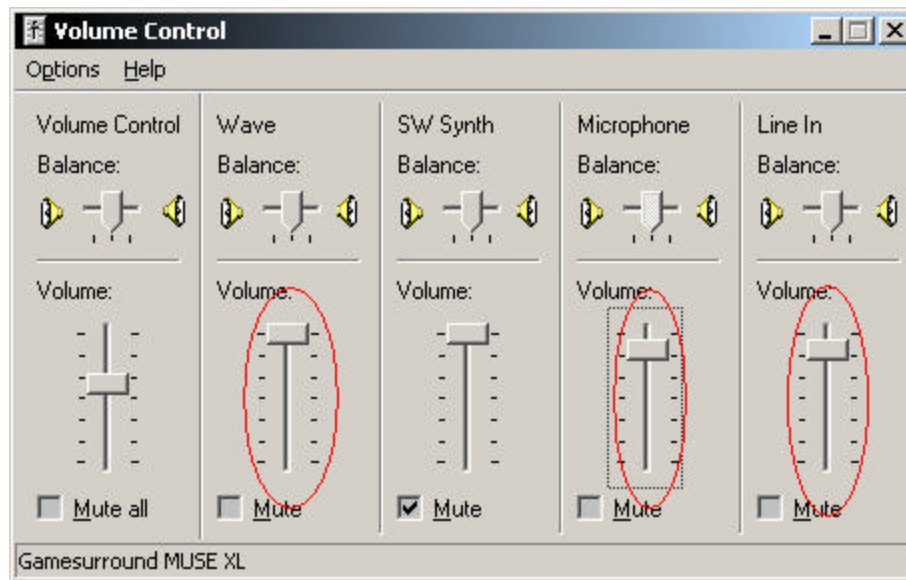 Volume Control
Options Help
Volume Control Wave SW Synth Microphone Line In
Balance: Balance: Balance: Balance: Balance:
Volume: Volume: Volume: Volume: Volume:
Mute all Mute Mute Mute Mute
Gamesurround MUSE XL